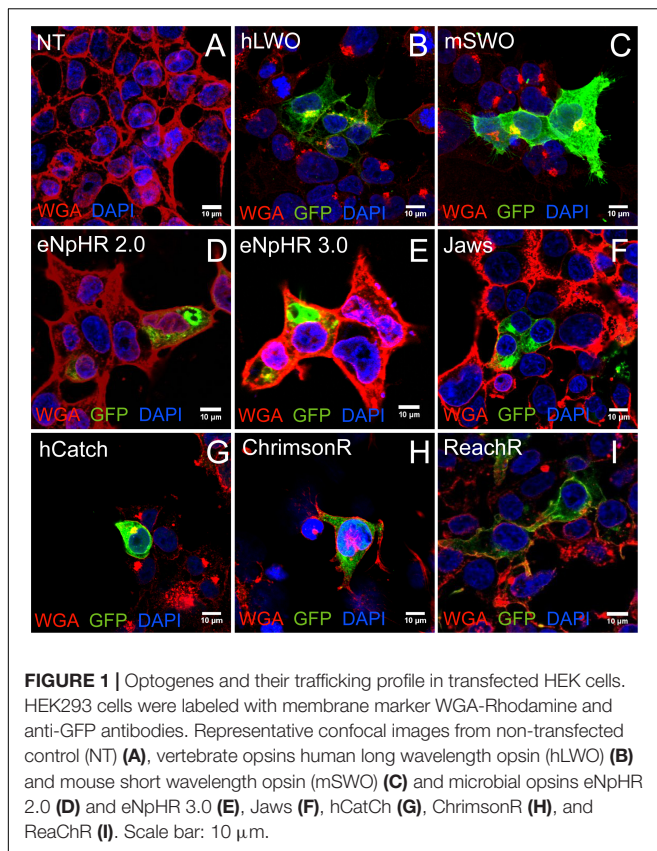 NT A
WGA DAPI
10 µm
hLWO B
WGA GFP DAPI
10 µm
mSWO C
WGA GFP DAPI
10 µm
eNpHR 2.0 D
WGA GFP DAPI
10 µm
eNpHR 3.0 E
WGA GFP DAPI
10 µm
Jaws F
WGA GFP DAPI
10 µm
hCatch G
WGA GFP DAPI
10 µm
ChrimsonR H
WGA GFP DAPI
10 µm
ReachR I
WGA GFP DAPI
10 µm
FIGURE 1 | Optogenes and their trafficking profile in transfected HEK cells.
HEK293 cells were labeled with membrane marker WGA-Rhodamine and
anti-GFP antibodies. Representative confocal images from non-transfected
control (NT) (A), vertebrate opsins human long wavelength opsin (hLWO) (B)
and mouse short wavelength opsin (mSWO) (C) and microbial opsins eNpHR
2.0 (D) and eNpHR 3.0 (E), Jaws (F), hCatCh (G), ChrimsonR (H), and
ReaChR (I). Scale bar: 10 µm.